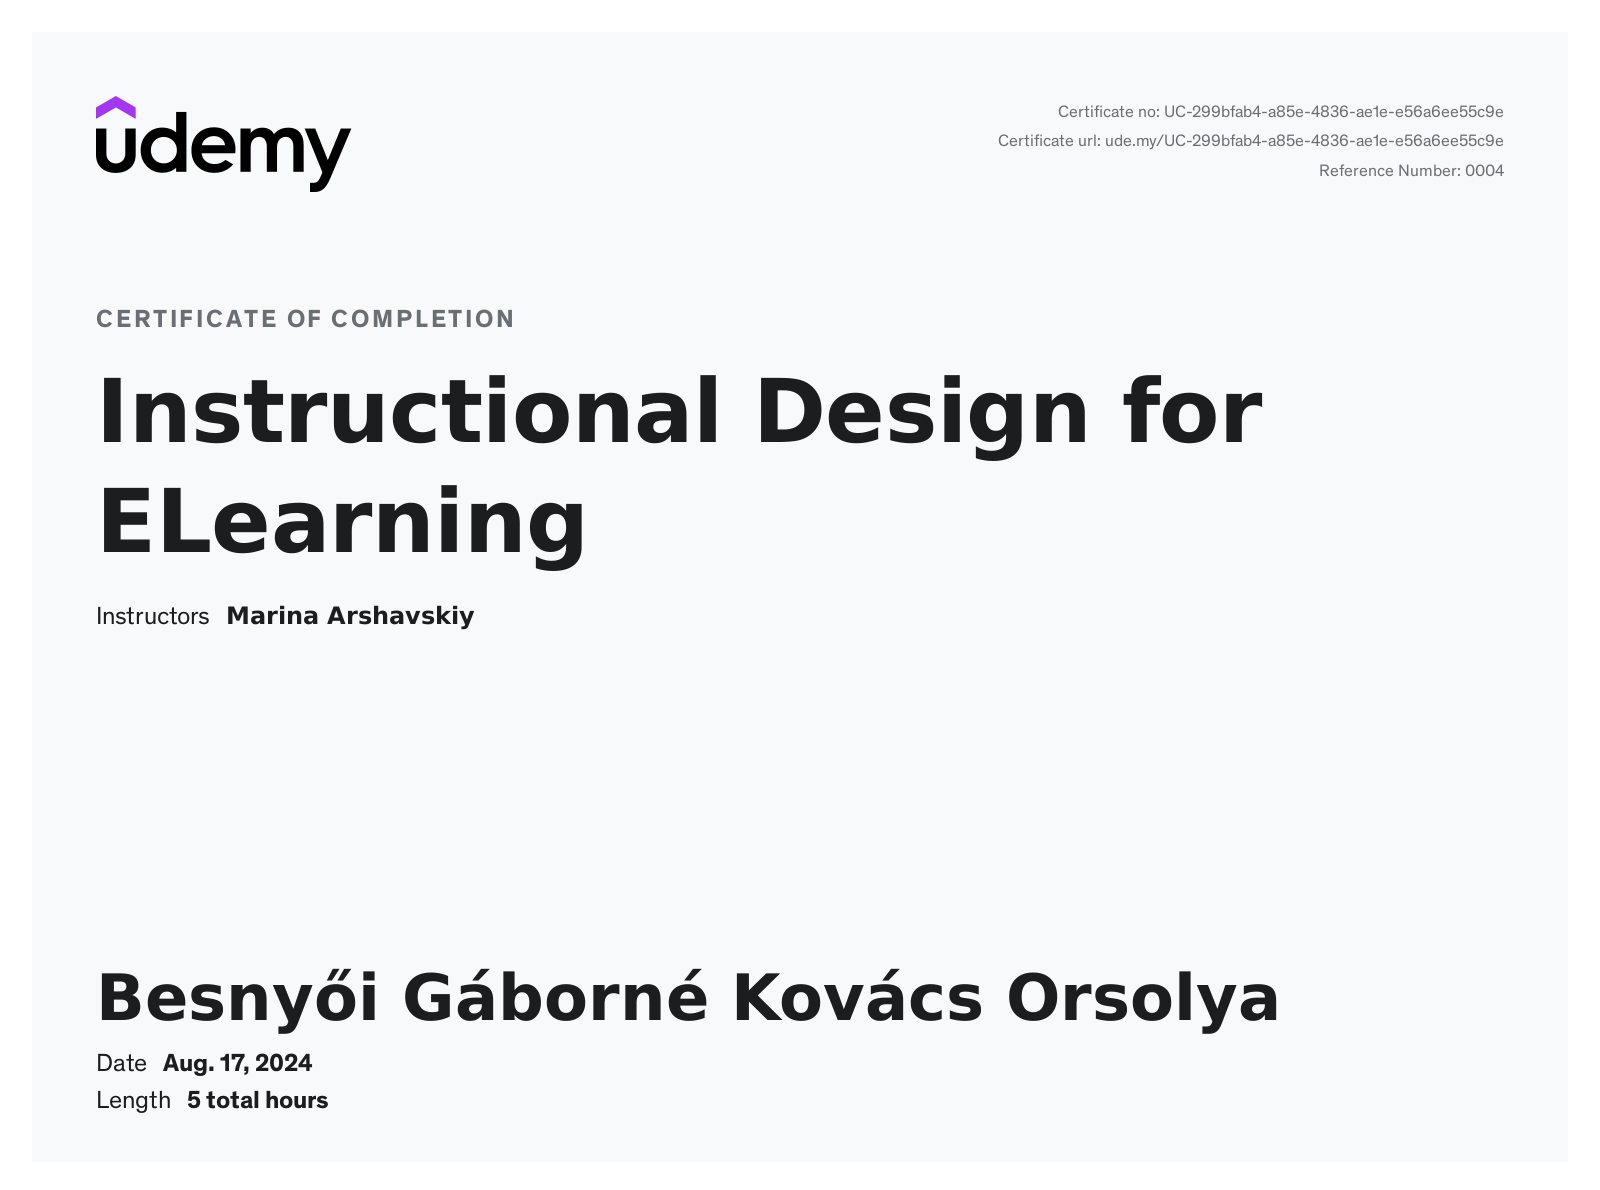 udemy
Certificate no: UC-299bfab4-a85e-4836-ae1e-e56a6ee55c9e
Certificate url: ude.my/UC-299bfab4-a85e-4836-ae1e-e56a6ee55c9e
Reference Number: 0004
CERTIFICATE OF COMPLETION
Instructional Design for
ELearning
Instructors Marina Arshavskiy
Besnyői Gáborné Kovács Orsolya
Date Aug. 17, 2024
Length 5 total hours